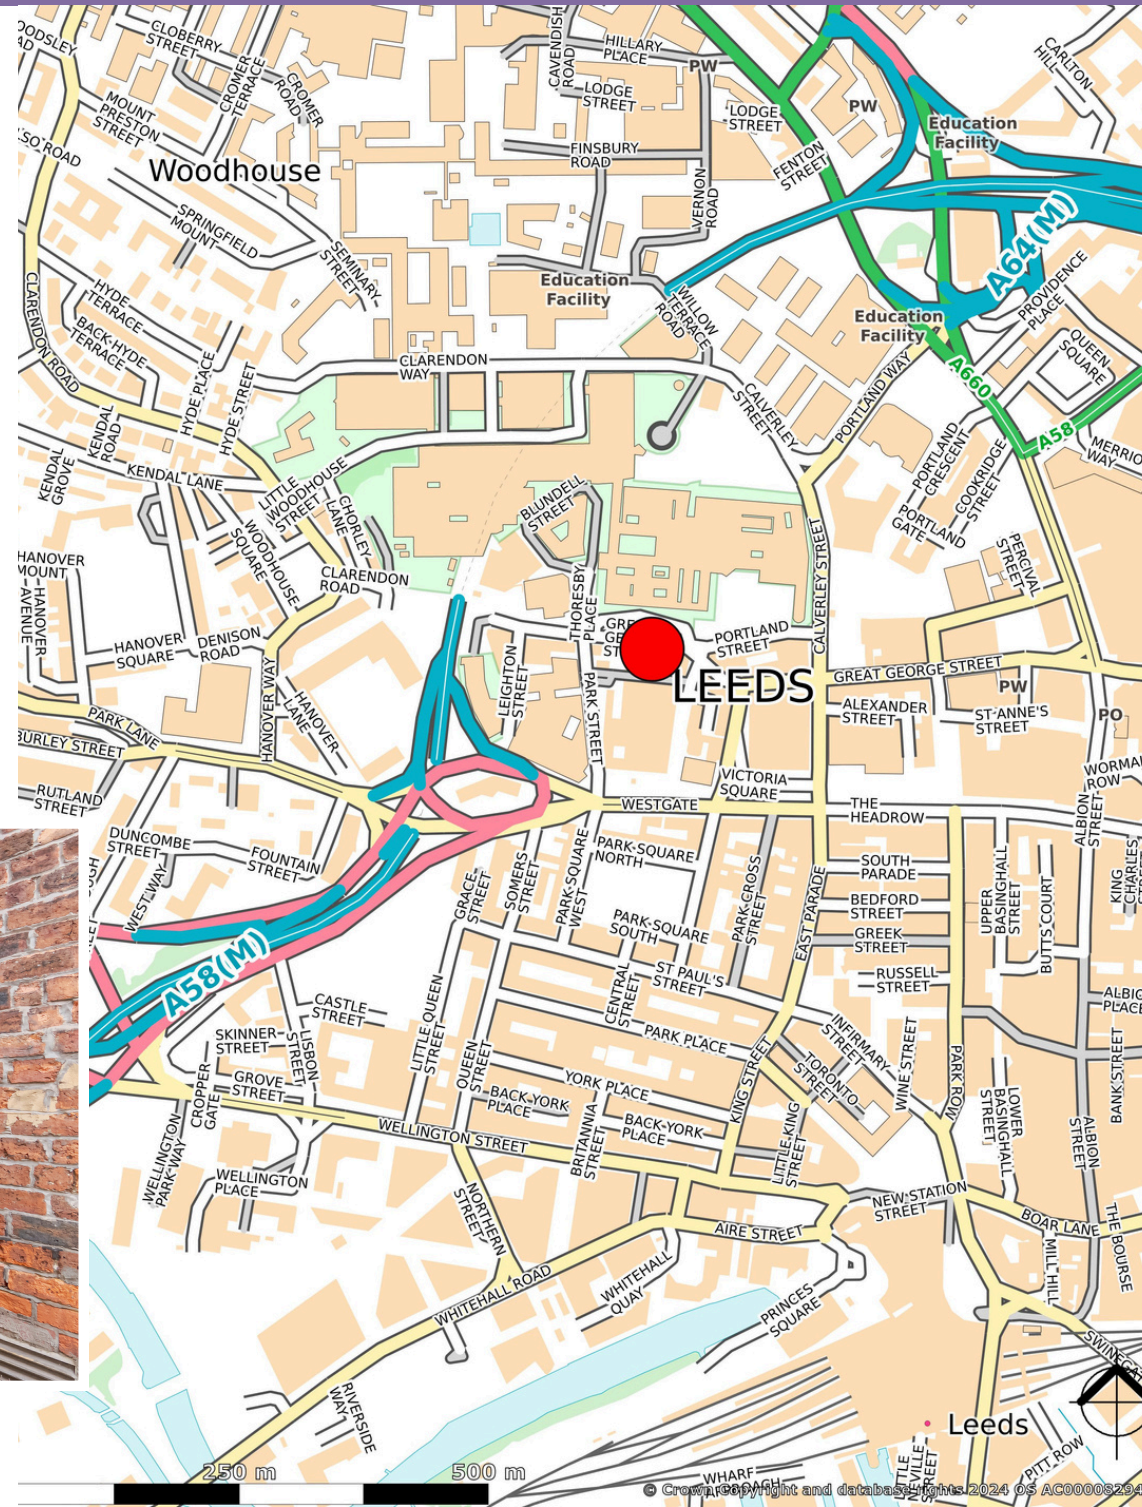 CLOBERRY
STREET
CAVENDISH
ROAD
HILLARY
PLACE
PW
CARLTON
HILL
CROMER
TERRACE
CROMER
ROAD
LODGE
STREET
LODGE
STREET
PW
Education
Facility
MOUNT
PRESTON
STREET
FINSBURY
ROAD
FENTON
STREET
Woodhouse
VERNON
ROAD
A64(M)
SPRINGFIELD
MOUNT
SEMINARY
STREET
Education
Facility
WILLOW
TERRACE
ROAD
PROVIDENCE
PLACE
Education
Facility
QUEEN
SQUARE
CLARENDON ROAD
HYDE
TERRACE
BACK-HYDE
TERRACE
HYDE PLACE
HYDE STREET
CLARENDON
WAY
CALVERLEY
STREET
PORTLAND WAY
A660
A58
KENDAL
ROAD
KENDAL
GROVE
KENDAL LANE
LITTLE
WOODHOUSE
STREET
CHORLEY
LANE
BLUNDELL
STREET
PORTLAND
CRESCENT
COOKRIDGE
STREET
PORTLAND
GATE
WAY
WOODHOUSE
SQUARE
CLARENDON
ROAD
PERCIVAL
STREET
HANOVER
MOUNT
HANOVER
AVENUE
HANOVER
SQUARE
DENISON
ROAD
THORESBY
PLACE
CALVERLEY STREET
PORTLAND
STREET
LEEDS
GREAT GEORGE STREET
HANOVER WAY
HANOVER
LANE
LEIGHTON
STREET
PARK STREET
PW
ALEXANDER
STREET
ST-ANNE'S
STREET
PO
PARK LANE
BURLEY STREET
RUTLAND
STREET
VICTORIA
SQUARE
WESTGATE
THE
HEADROW
ALBION
STREET
ROW
DUNCOMBE
STREET
FOUNTAIN
STREET
WESTWAY
GRACE
STREET
SOMERS
STREET
PARK-SQUARE
WEST
PARK-SQUARE
NORTH
PARK-CROSS
STREET
EAST PARADE
SOUTH
PARADE
BEDFORD
STREET
GREEK
STREET
RUSSELL
STREET
UPPER
BASINGHALL
STREET
BUTTS COURT
KING
CHARLES
PARK-SQUARE
SOUTH
ST PAUL'S
STREET
CENTRAL
STREET
A58(M)
CASTLE
STREET
SKINNER
STREET
LISBON
STREET
LITTLE QUEEN
STREET
QUEEN
STREET
PARK PLACE
INFIRMARY
STREET
TORONTO
STREET
WINE STREET
PARK ROW
PLACE
BANK STREET
CROPPER
GATE
GROVE
STREET
YORK PLACE
BACK-YORK
PLACE
BACK-YORK
PLACE
KING STREET
LITTLE-KING
STREET
LOWER
BASINGHALL
STREET
ALBION
STREET
WELLINGTON STREET
BRITANNIA
STREET
WELLINGTON
PARK-WAY
WELLINGTON
PLACE
NORTHERN
STREET
AIRE STREET
NEW STATION
STREET
BOAR LANE
THE BOURSE
MILL HILL
WHITEHALL ROAD
WHITEHALL
QUAY
PRINCES
SQUARE
RIVERSIDE
WAY
Leeds
PITT ROW
LITTLE
NEVILLE
STREET
WHARF
250 m
500 m